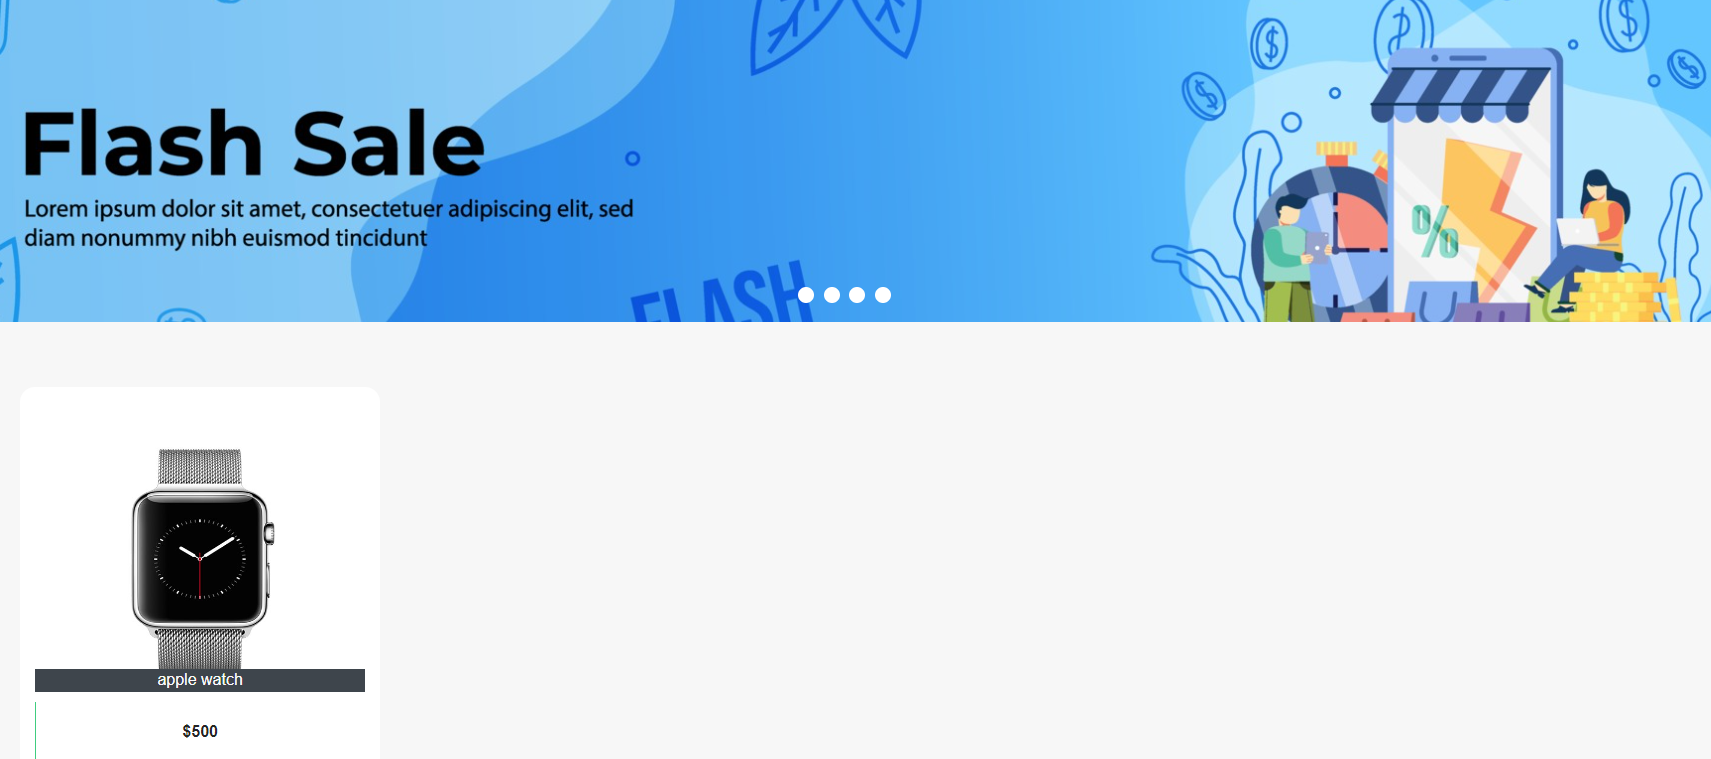 Flash Sale
Lorem ipsum dolor sit amet, consectetuer adipiscing elit, sed
diam nonummy nibh euismod tincidunt
%
FLASH
apple watch
$500